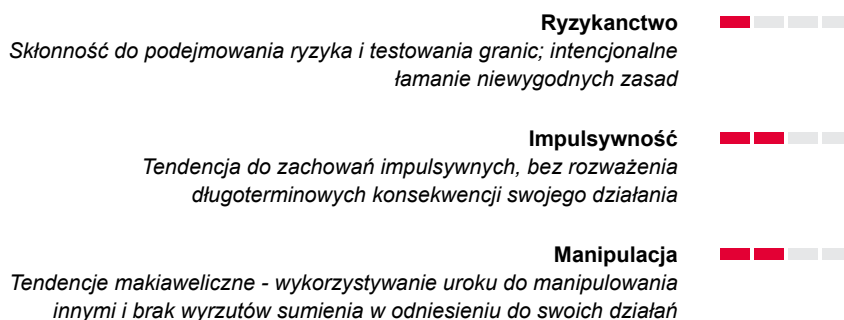 Ryzykanctwo
Skłonność do podejmowania ryzyka i testowania granic; intencjonalne
łamanie niewygodnych zasad
Impulsywność
Tendencja do zachowań impulsywnych, bez rozważenia
długoterminowych konsekwencji swojego działania
Manipulacja
Tendencje makiaweliczne - wykorzystywanie uroku do manipulowania
innymi i brak wyrzutów sumienia w odniesieniu do swoich działań